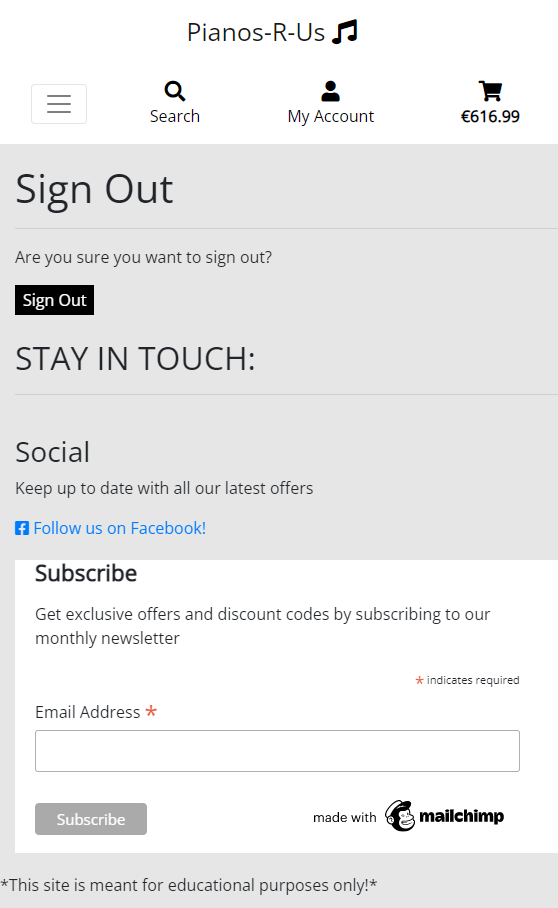 Pianos-R-Us
Search
My Account
€616.99
Sign Out
Are you sure you want to sign out?
Sign Out
STAY IN TOUCH:
Social
Keep up to date with all our latest offers
Follow us on Facebook!
Subscribe
Get exclusive offers and discount codes by subscribing to our
monthly newsletter
* indicates required
Email Address *
Subscribe
made with mailchimp
*This site is meant for educational purposes only!*